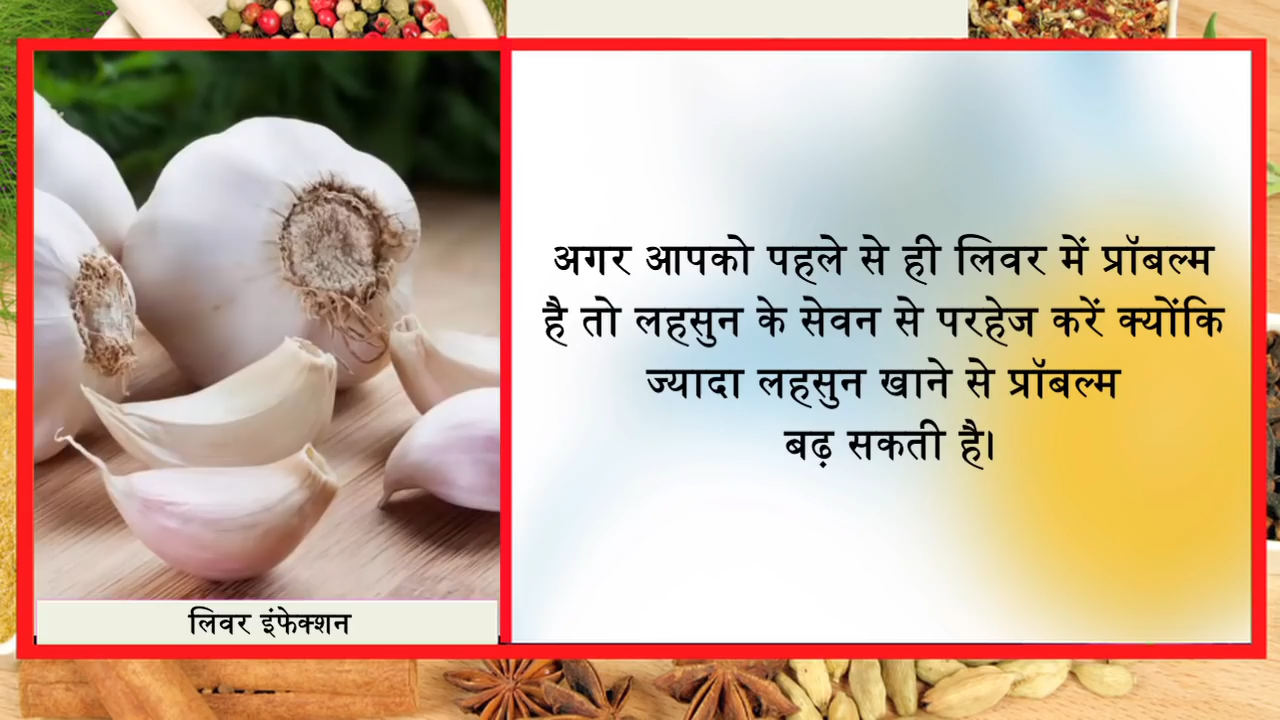 अगर आपको पहले से ही लिवर में प्रॉबल्म
है तो लहसुन के सेवन से परहेज करें क्योंकि
ज्यादा लहसुन खाने से प्रॉबल्म
बढ़ सकती है।
लिवर इंफेक्शन